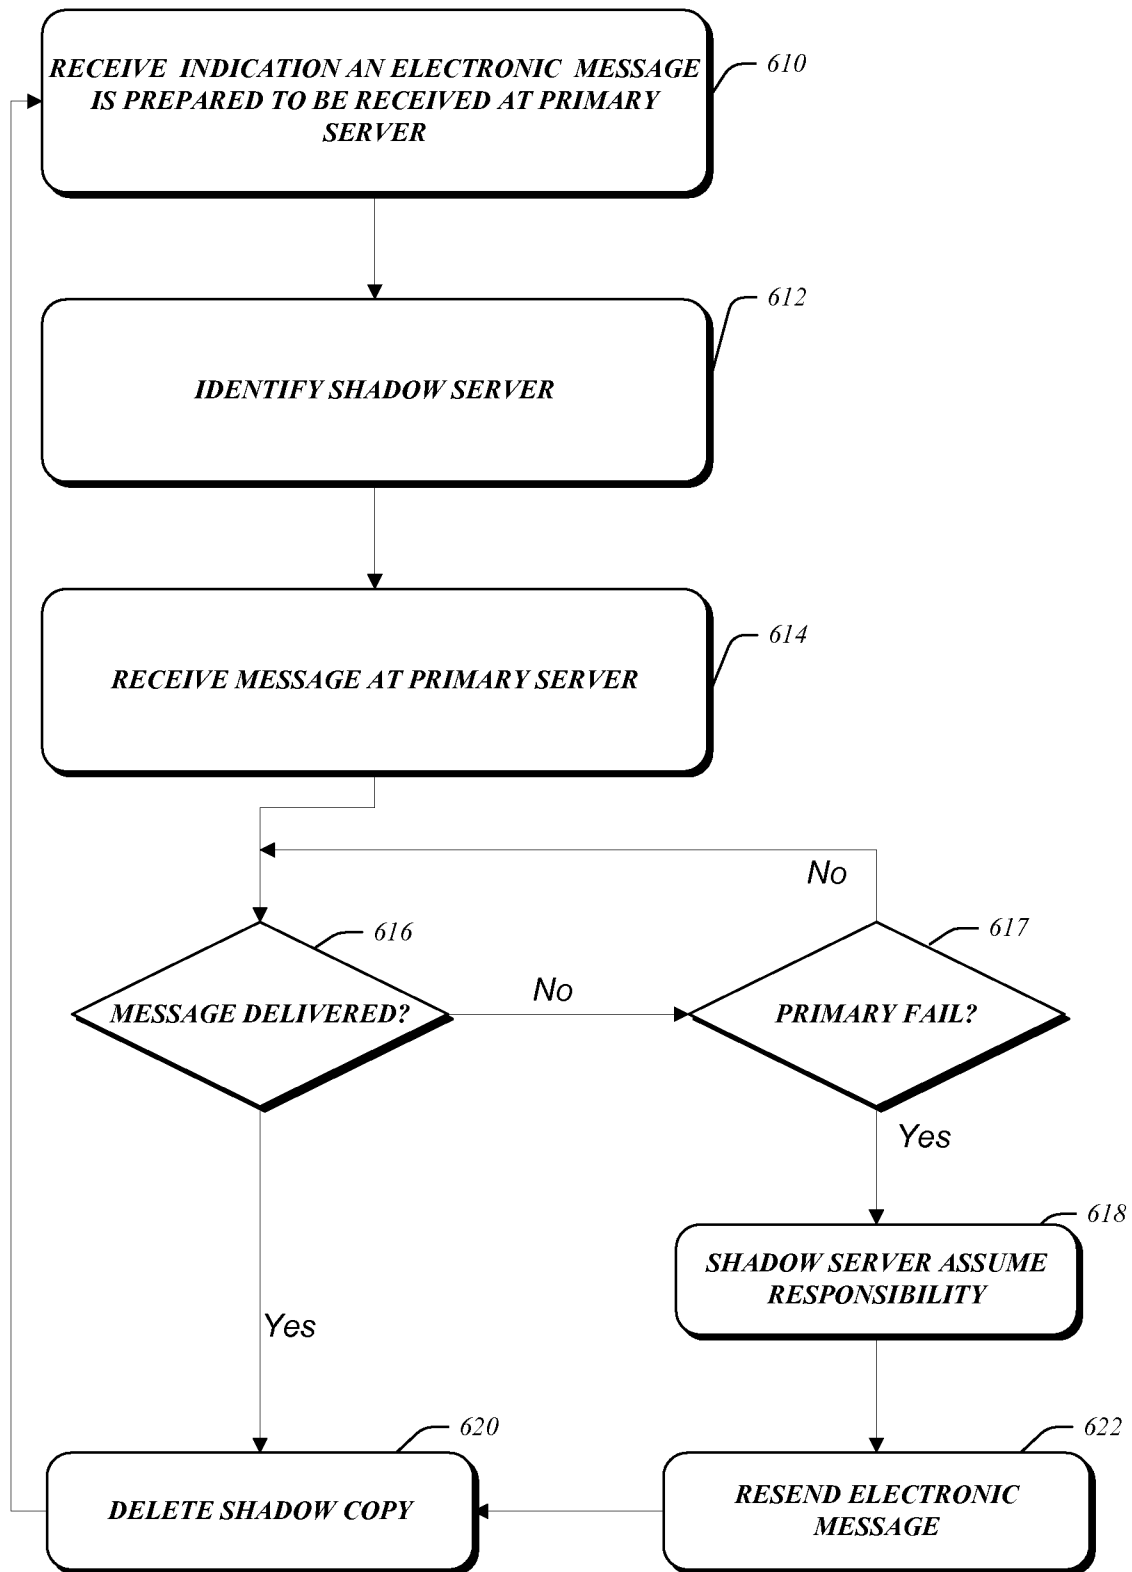 RECEIVE INDICATION AN ELECTRONIC MESSAGE
IS PREPARED TO BE RECEIVED AT PRIMARY
SERVER
610
IDENTIFY SHADOW SERVER
612
RECEIVE MESSAGE AT PRIMARY SERVER
614
No
616
617
MESSAGE DELIVERED?
No
PRIMARY FAIL?
Yes
618
SHADOW SERVER ASSUME
RESPONSIBILITY
Yes
620
622
DELETE SHADOW COPY
RESEND ELECTRONIC
MESSAGE